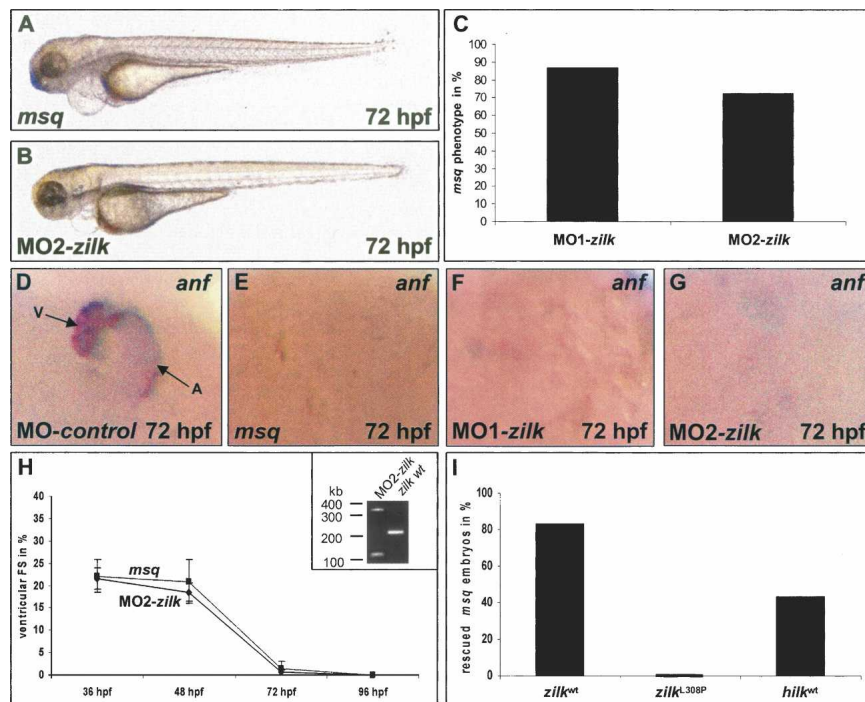 A
msq
72 hpf
B
MO2-zilk
72 hpf
C
msq phenotype in %
100
90
80
70
60
50
40
30
20
10
0
MO1-zilk
MO2-zilk
D
anf
V
A
MO-control 72 hpf
E
anf
msq
72 hpf
F
anf
MO1-zilk 72 hpf
G
anf
MO2-zilk 72 hpf
H
ventricular FS in %
40
35
30
25
20
15
10
5
0
msq
MO2-zilk
36 hpf
48 hpf
72 hpf
96 hpf
kb
MO2-zilk
zilk wt
400
300
200
100
I
rescued msq embryos in %
100
80
60
40
20
0
zilkwt
zilkL308P
hilkwt